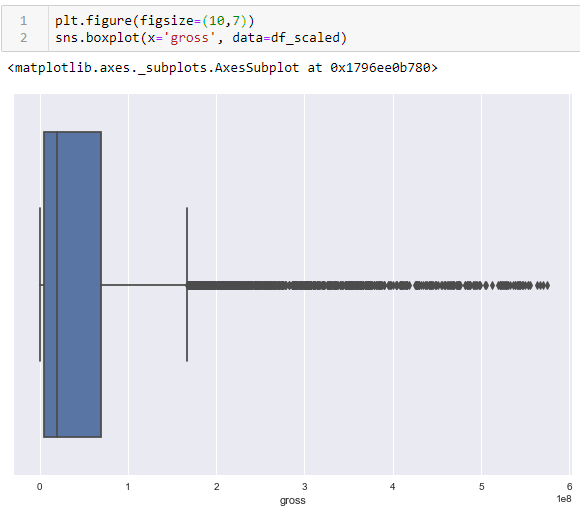 1 plt.figure(figsize=(10,7))
2 sns.boxplot(x='gross', data=df_scaled)
<matplotlib.axes._subplots.AxesSubplot at 0x1796ee0b780>
0 1 2 3 4 5 6
1e8
gross